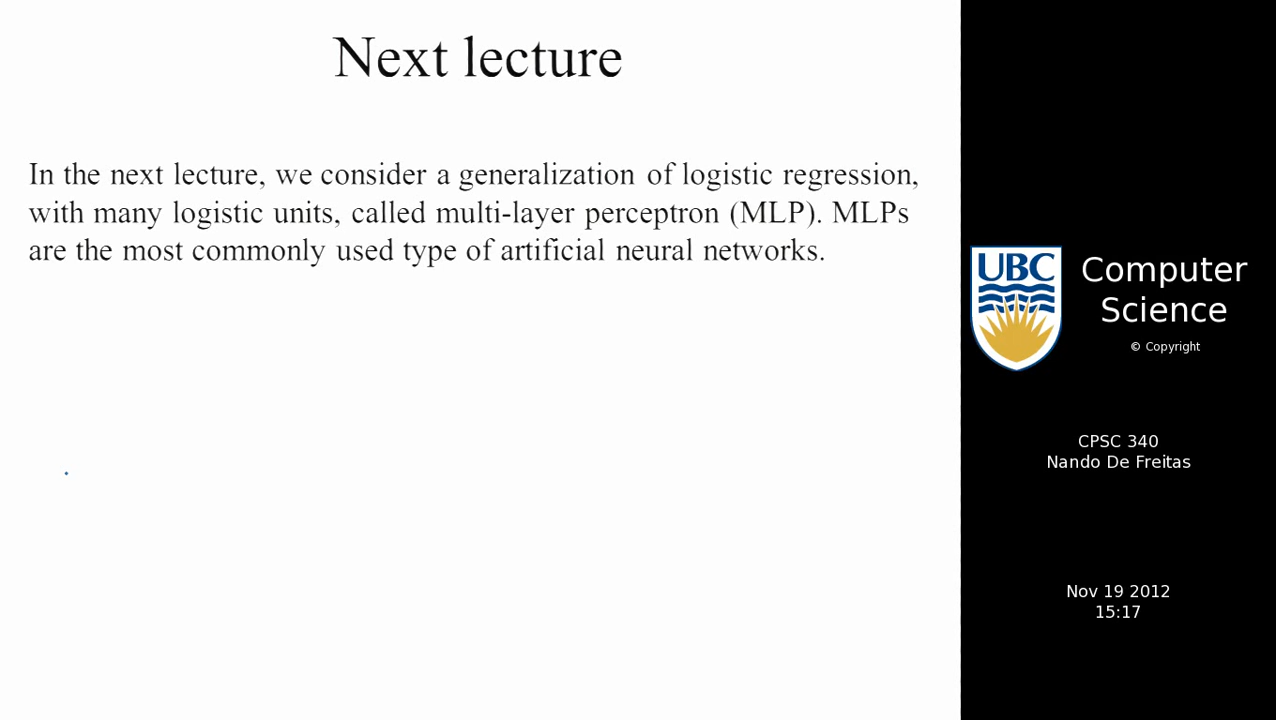 Next lecture
In the next lecture, we consider a generalization of logistic regression,
with many logistic units, called multi-layer perceptron (MLP). MLPs
are the most commonly used type of artificial neural networks.
UBC
Computer
Science
© Copyright
CPSC 340
Nando De Freitas
Nov 19 2012
15:17